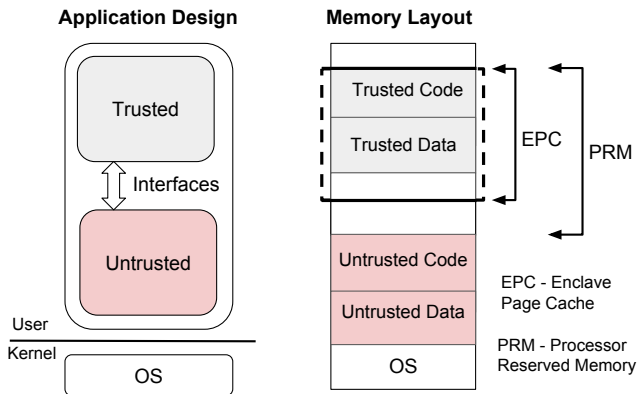 Application Design
Trusted
Interfaces
Untrusted
User
Kernel
OS
Memory Layout
Trusted Code
Trusted Data
EPC
PRM
Untrusted Code
Untrusted Data
OS
EPC - Enclave
Page Cache
PRM - Processor
Reserved Memory